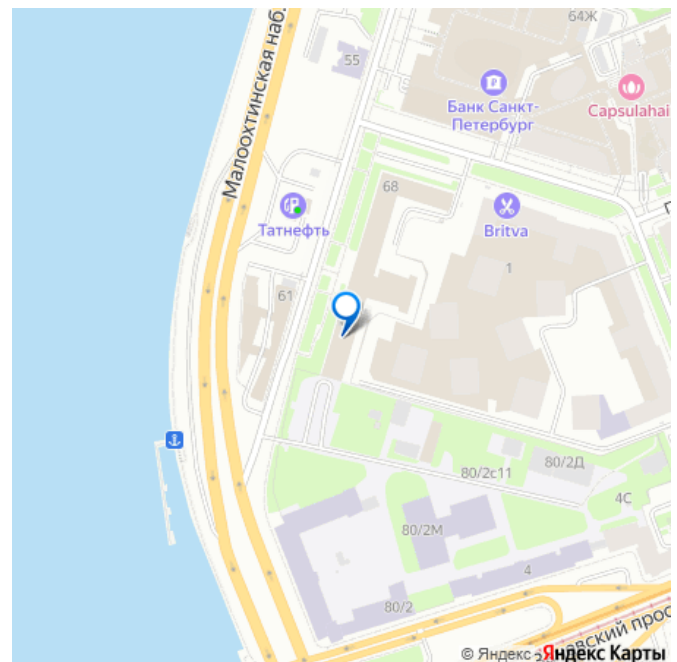 64Ж
Малоохтинская наб.
55
Банк Санкт-
Петербург
Capsulahai
68
Татнефть
Britva
1
61
80/2с11
80/2Д
4С
80/2М
4
80/2
© Яндекс
Яндекс Карты